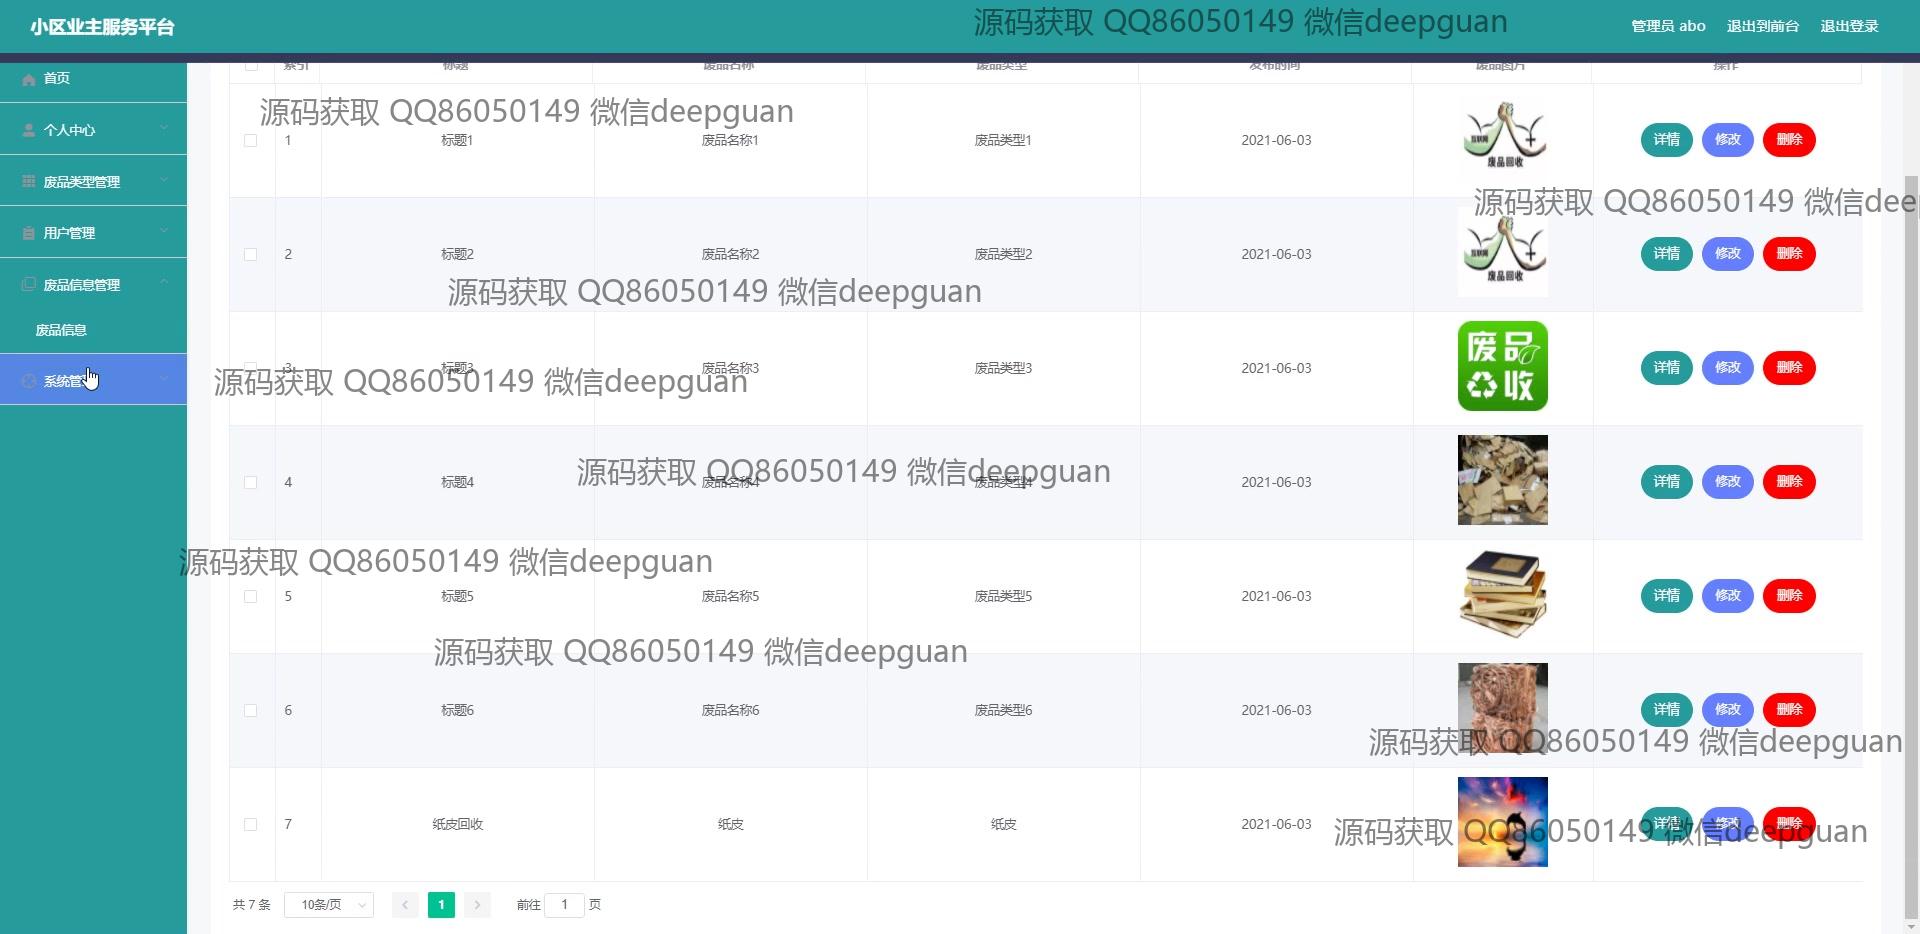 小区业主服务平台
源码获取 QQ86050149 微信deepguan
管理员 abo 退出到前台 退出登录
首页
个人中心
废品类型管理
用户管理
废品信息管理
废品信息
系统管
索引 标题 废品名称 废品类型 发布时间 废品图片 操作
源码获取 QQ86050149 微信deepguan
1 标题1 废品名称1 废品类型1 2021-06-03 互联网 + 废品回收 详情 修改 删除
源码获取 QQ86050149 微信dee
2 标题2 废品名称2 废品类型2 2021-06-03 互联网 + 废品回收 详情 修改 删除
源码获取 QQ86050149 微信deepguan
3 标题3 废品名称3 废品类型3 2021-06-03 废品 收 详情 修改 删除
源码获取 QQ86050149 微信deepguan
源码获取 QQ86050149 微信deepguan
4 标题4 废品名称4 废品类型4 2021-06-03 详情 修改 删除
源码获取 QQ86050149 微信deepguan
5 标题5 废品名称5 废品类型5 2021-06-03 详情 修改 删除
源码获取 QQ86050149 微信deepguan
6 标题6 废品名称6 废品类型6 2021-06-03 详情 修改 删除
源码获取 QQ86050149 微信deepguan
7 纸皮回收 纸皮 纸皮 2021-06-03 详情 修改 删除
源码获取 QQ86050149 微信deepguan
共 7 条 10条/页 1 前往 1 页